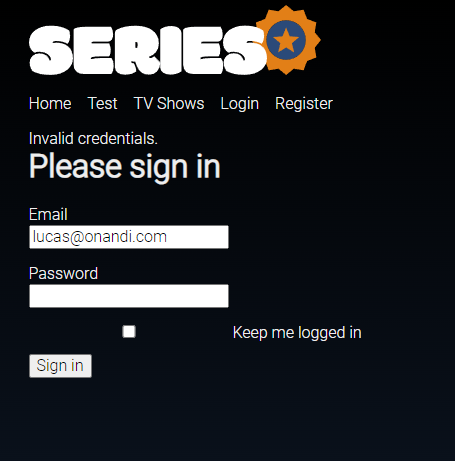 SERIES
Home Test TV Shows Login Register
Invalid credentials.
Please sign in
Email
lucas@onandi.com
Password
Keep me logged in
Sign in